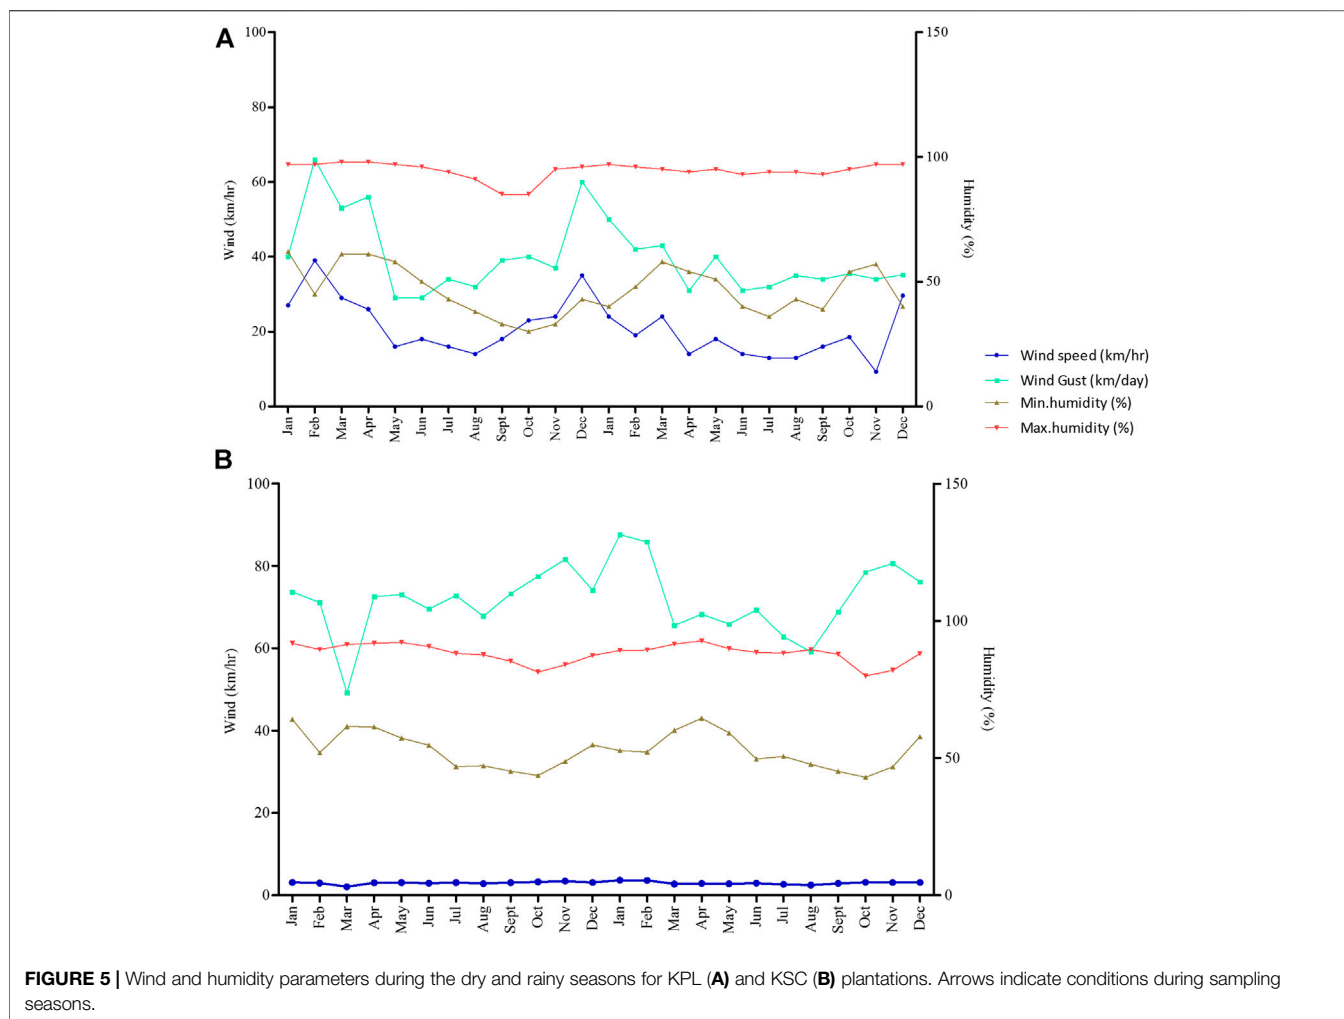 A
100
80
60
40
20
0
Wind (km/hr)
150
100
50
0
Humidity (%)
Jan Feb Mar Apr May Jun Jul Aug Sept Oct Nov Dec Jan Feb Mar Apr May Jun Jul Aug Sept Oct Nov Dec
Wind speed (km/hr)
Wind Gust (km/day)
Min.humidity (%)
Max.humidity (%)
B
100
80
60
40
20
0
Wind (km/hr)
150
100
50
0
Humidity (%)
Jan Feb Mar Apr May Jun Jul Aug Sept Oct Nov Dec Jan Feb Mar Apr May Jun Jul Aug Sept Oct Nov Dec
FIGURE 5 | Wind and humidity parameters during the dry and rainy seasons for KPL (A) and KSC (B) plantations. Arrows indicate conditions during sampling
seasons.